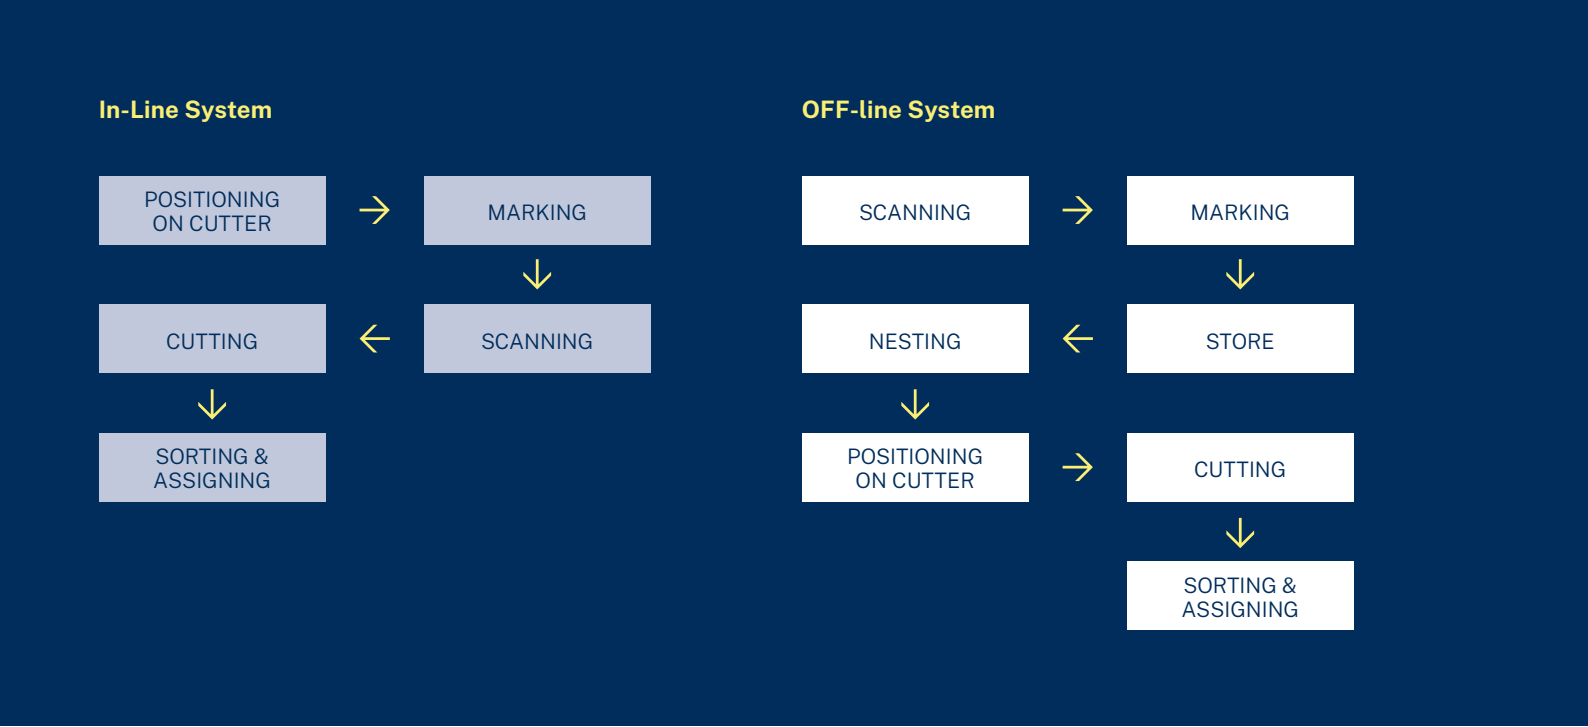 In-Line System
POSITIONING
ON CUTTER
MARKING
CUTTING
SCANNING
SORTING &
ASSIGNING
OFF-line System
SCANNING
MARKING
NESTING
STORE
POSITIONING
ON CUTTER
CUTTING
SORTING &
ASSIGNING